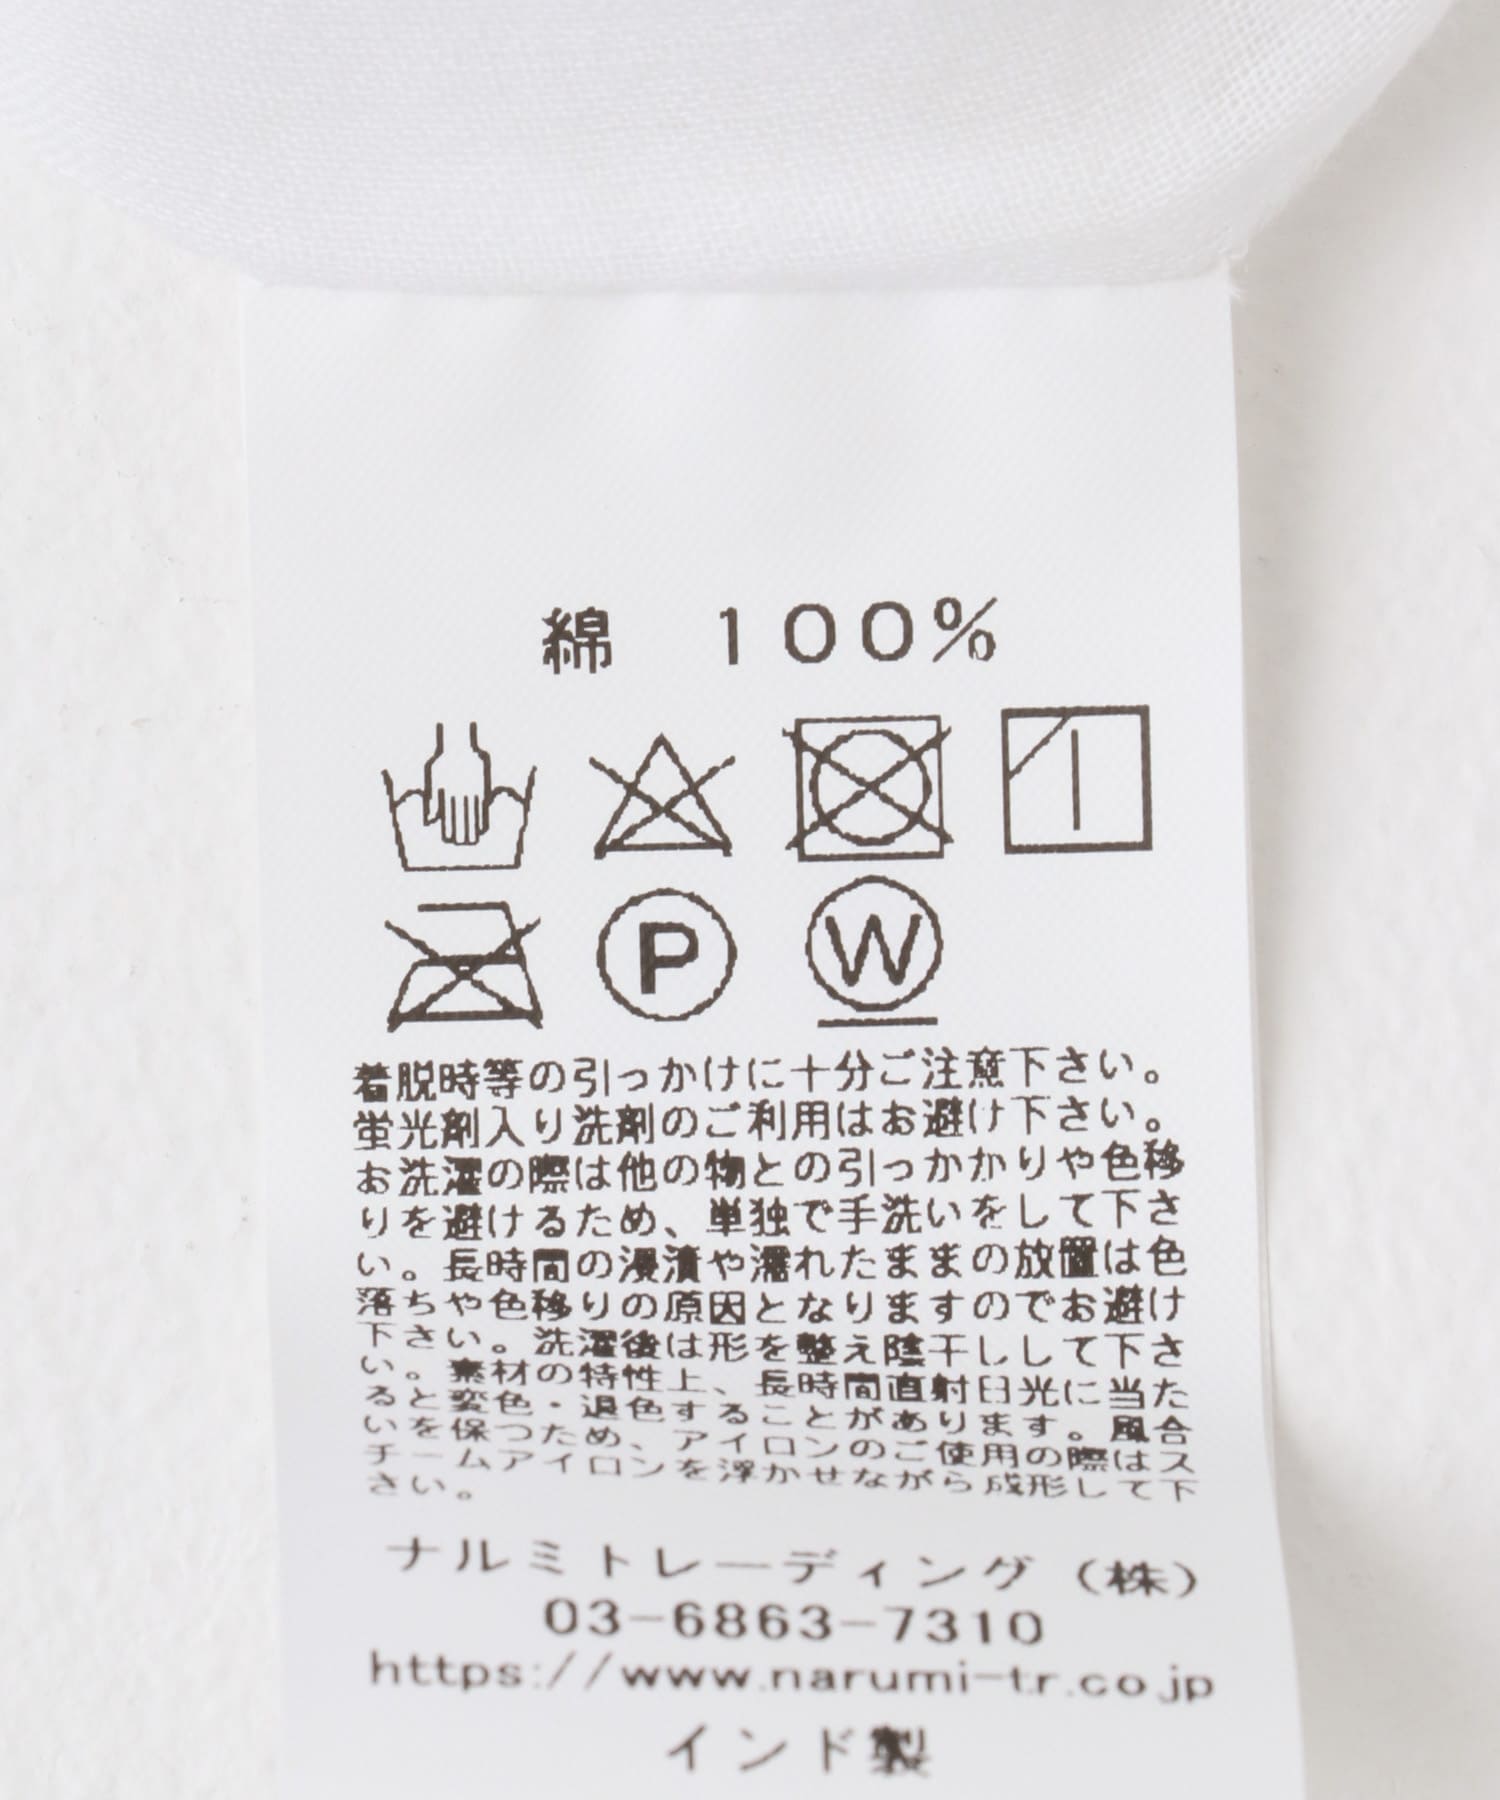 綿 100%
P W
着脱時等の引っかけに十分ご注意下さい。
蛍光剤入り洗剤のご利用はお避け下さい。
お洗濯の際は他の物との引っかかりや色移
りを避けるため、単独で手洗いをして下さ
い。長時間の浸漬や濡れたままの放置は色
落ちや色移りの原因となりますのでお避け
下さい。洗濯後は形を整え陰干しして下さ
い。素材の特性上、長時間直射日光に当た
ると変色・退色することがあります。風合
いを保つため、アイロンのご使用の際はス
チームアイロンを浮かせながら成形して下
さい。
ナルミトレーディング(株)
03-6863-7310
https://www.narumi-tr.co.jp
インド製